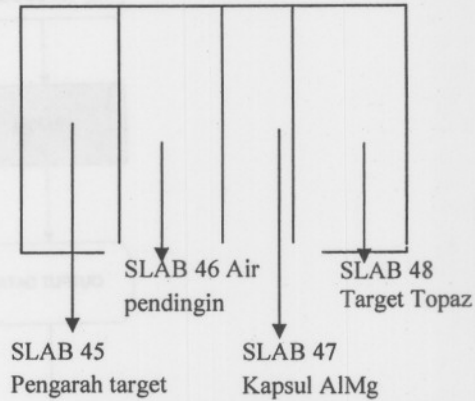 SLAB 46 Air
pendingin
SLAB 48
Target Topaz
SLAB 45
Pengarah target
SLAB 47
Kapsul AlMg